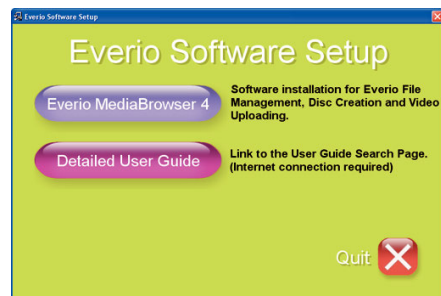 Everio Software Setup
Everio Software Setup
Everio MediaBrowser 4
Software installation for Everio File
Management, Disc Creation and Video
Uploading.
Detailed User Guide
Link to the User Guide Search Page.
(Internet connection required)
Quit